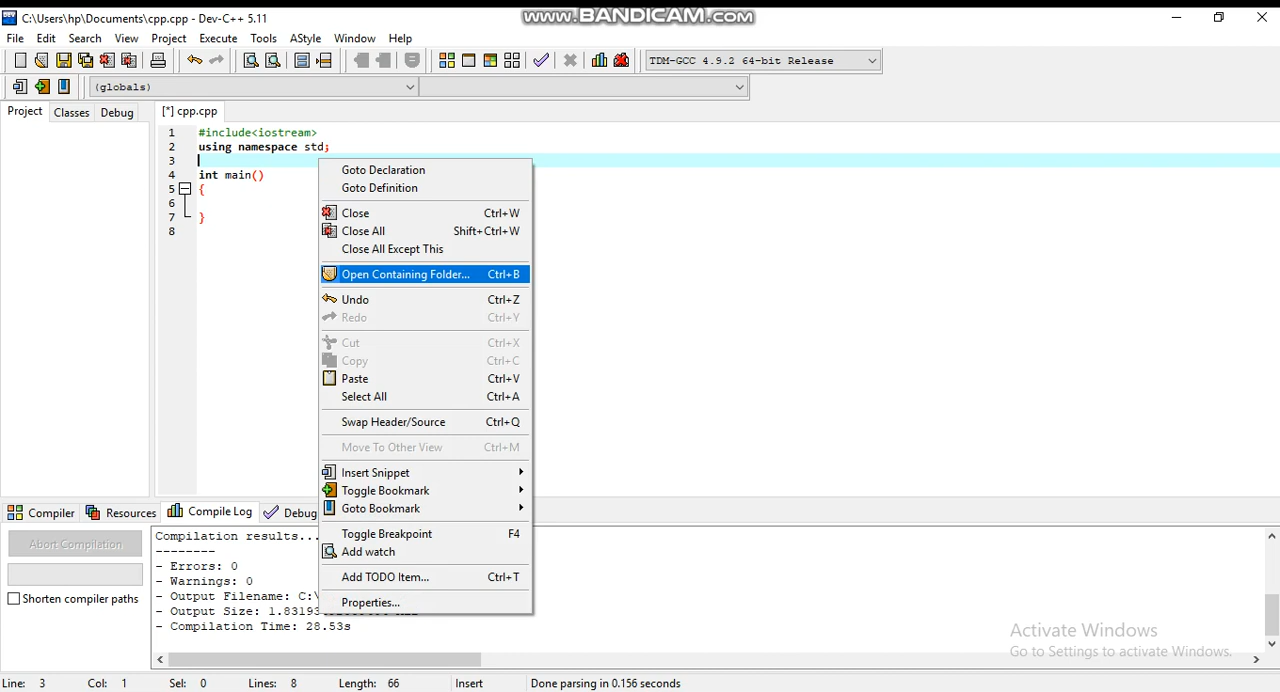 C:\Users\hp\Documents\cpp.cpp - Dev-C++ 5.11
www.BANDICAM.com
File Edit Search View Project Execute Tools AStyle Window Help
TDM-GCC 4.9.2 64-bit Release
(globals)
Project Classes Debug
[*] cpp.cpp
1 #include<iostream>
2 using namespace std;
3
4 int main()
5 {
6
7 }
8
Goto Declaration
Goto Definition
Close Ctrl+W
Close All Shift+Ctrl+W
Close All Except This
Open Containing Folder... Ctrl+B
Undo Ctrl+Z
Redo Ctrl+Y
Cut Ctrl+X
Copy Ctrl+C
Paste Ctrl+V
Select All Ctrl+A
Swap Header/Source Ctrl+Q
Move To Other View Ctrl+M
Insert Snippet
Toggle Bookmark
Goto Bookmark
Toggle Breakpoint F4
Add watch
Add TODO Item... Ctrl+T
Properties...
Compiler Resources Compile Log Debug
Abort Compilation
Shorten compiler paths
Compilation results...
--------
- Errors: 0
- Warnings: 0
- Output Filename: C:\
- Output Size:
- Compilation Time: 28.53s
Activate Windows
Go to Settings to activate Windows.
Line: 3 Col: 1 Sel: 0 Lines: 8 Length: 66 Insert Done parsing in 0.156 seconds